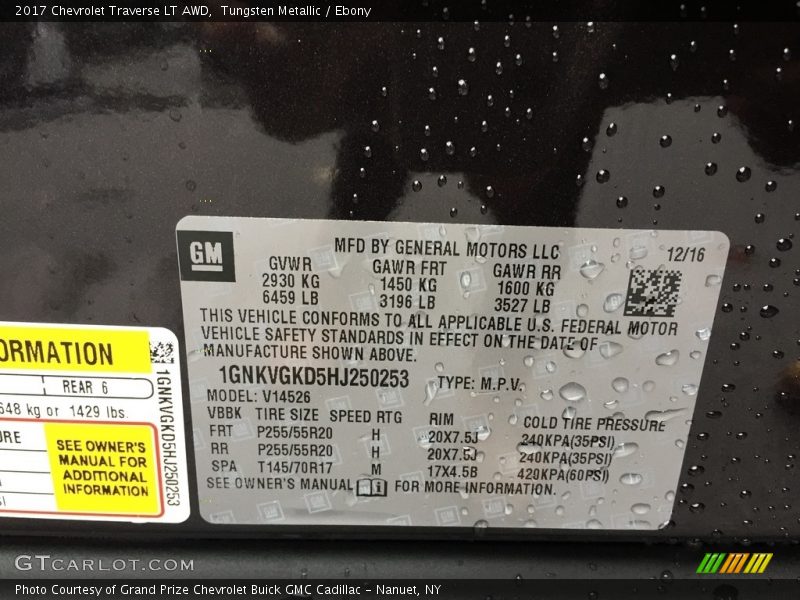 2017 Chevrolet Traverse LT AWD, Tungsten Metallic / Ebony
GM
MFD BY GENERAL MOTORS LLC
12/16
GVWR GAWR FRT GAWR RR
2930 KG 1450 KG 1600 KG
6459 LB 3196 LB 3527 LB
THIS VEHICLE CONFORMS TO ALL APPLICABLE U.S. FEDERAL MOTOR
VEHICLE SAFETY STANDARDS IN EFFECT ON THE DATE OF
MANUFACTURE SHOWN ABOVE.
1GNKVGKD5HJ250253 TYPE: M.P.V.
MODEL: V14526
VBBK TIRE SIZE SPEED RTG RIM COLD TIRE PRESSURE
FRT P255/55R20 H 20X7.5J 240KPA(35PSI)
RR P255/55R20 H 20X7.5J 240KPA(35PSI)
SPA T145/70R17 M 17X4.5B 420KPA(60PSI)
SEE OWNER'S MANUAL FOR MORE INFORMATION.
ORMATION
REAR 6
648 kg or 1429 lbs.
SEE OWNER'S
MANUAL FOR
ADDITIONAL
INFORMATION
1GNKVGKD5HJ250253
GTCARLOT.COM
Photo Courtesy of Grand Prize Chevrolet Buick GMC Cadillac - Nanuet, NY